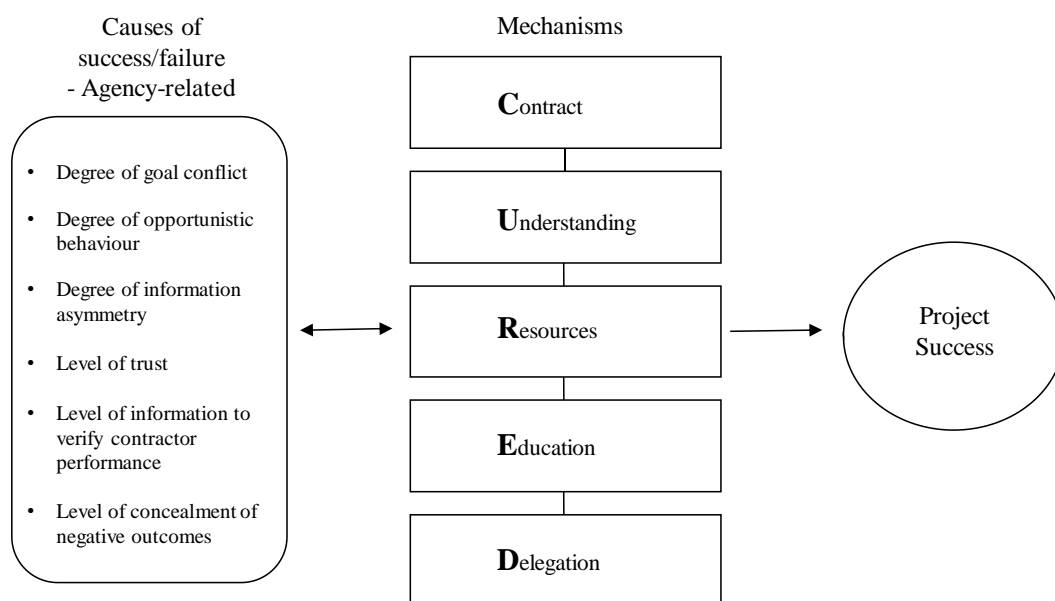 Causes of
success/failure
- Agency-related
• Degree of goal conflict
• Degree of opportunistic
behaviour
• Degree of information
asymmetry
• Level of trust
• Level of information to
verify contractor
performance
• Level of concealment of
negative outcomes
Mechanisms
Contract
Understanding
Resources
Education
Delegation
Project
Success